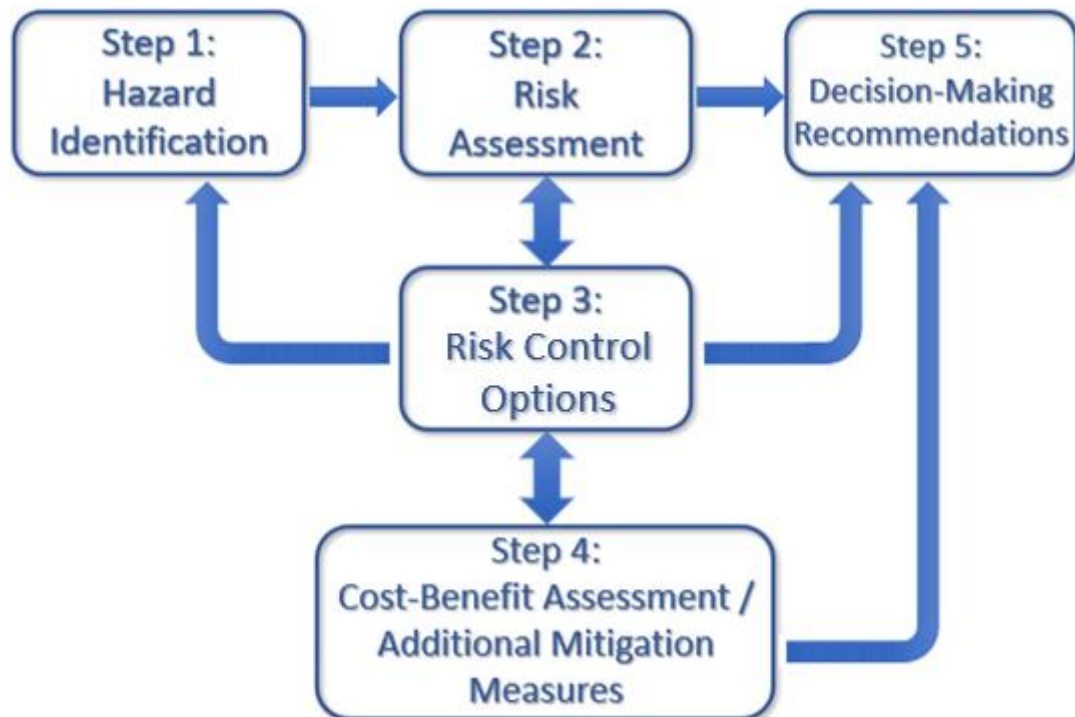 Step 1:
Hazard
Identification
Step 2:
Risk
Assessment
Step 5:
Decision-Making
Recommendations
Step 3:
Risk Control
Options
Step 4:
Cost-Benefit Assessment /
Additional Mitigation
Measures